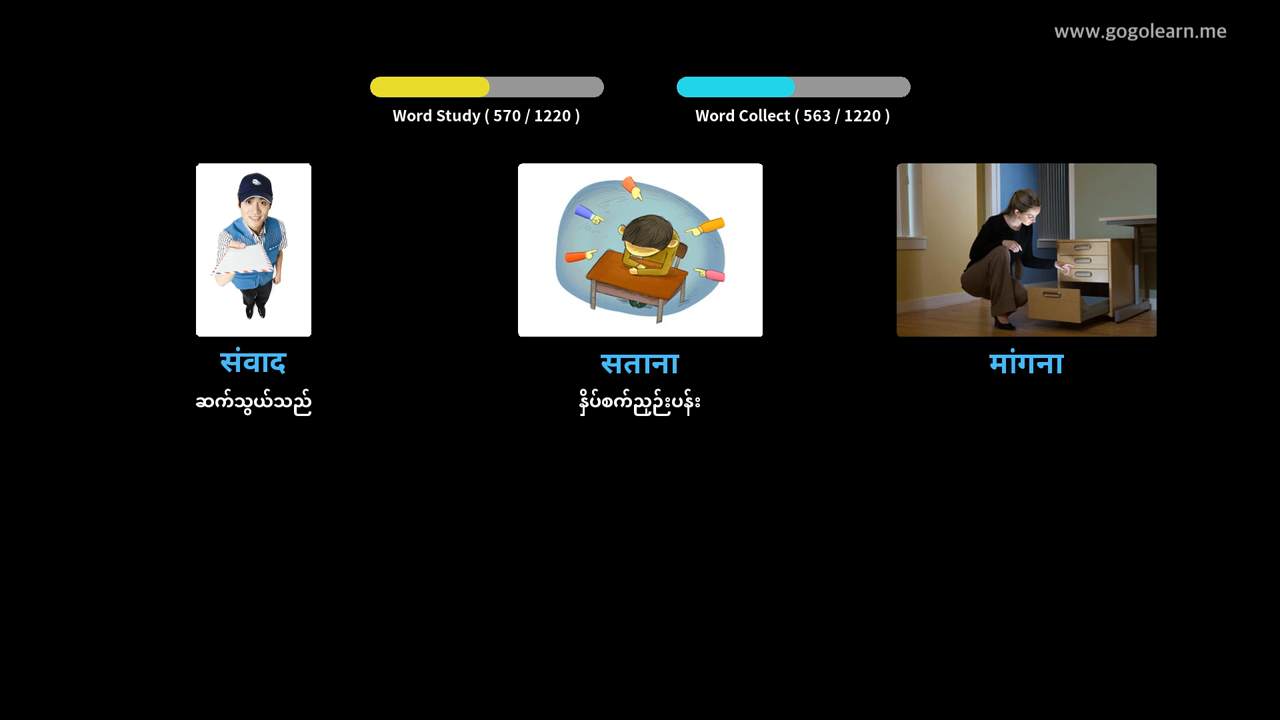 www.gogolearn.me
Word Study ( 570 / 1220 )
Word Collect ( 563 / 1220 )
संवाद
सताना
मांगना
ဆက်သွယ်သည်
နှိပ်စက်ညှဉ်းပန်း